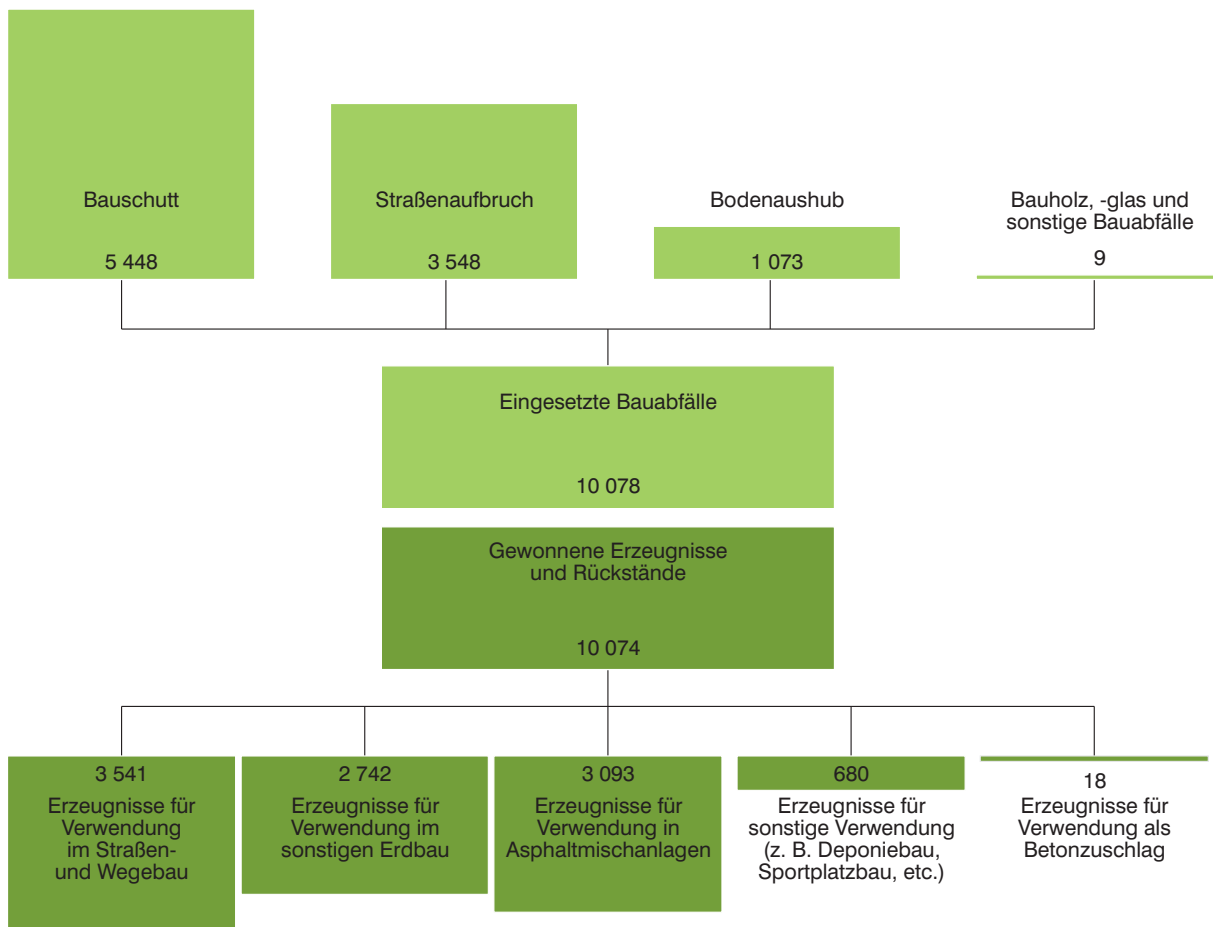 Bauschutt
5 448
Straßenaufbruch
3 548
Bodenaushub
1 073
Bauholz, -glas und
sonstige Bauabfälle
9
Eingesetzte Bauabfälle
10 078
Gewonnene Erzeugnisse
und Rückstände
10 074
3 541
Erzeugnisse für
Verwendung
im Straßen-
und Wegebau
2 742
Erzeugnisse für
Verwendung im
sonstigen Erdbau
3 093
Erzeugnisse für
Verwendung in
Asphaltmischanlagen
680
Erzeugnisse für
sonstige Verwendung
(z. B. Deponiebau,
Sportplatzbau, etc.)
18
Erzeugnisse für
Verwendung als
Betonzuschlag